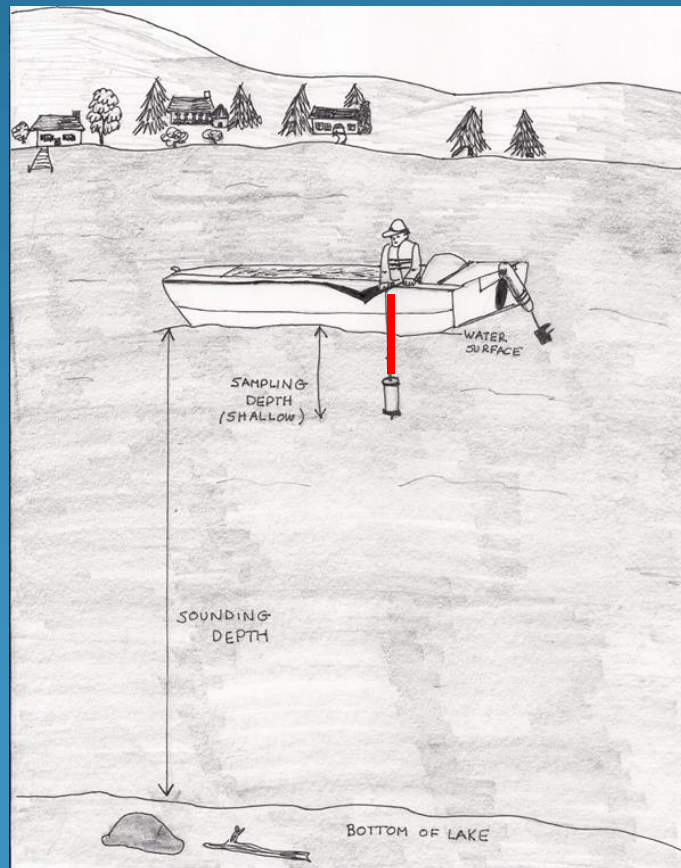 WATER
SURFACE
SAMPLING
DEPTH
(SHALLOW)
SOUNDING
DEPTH
BOTTOM OF LAKE